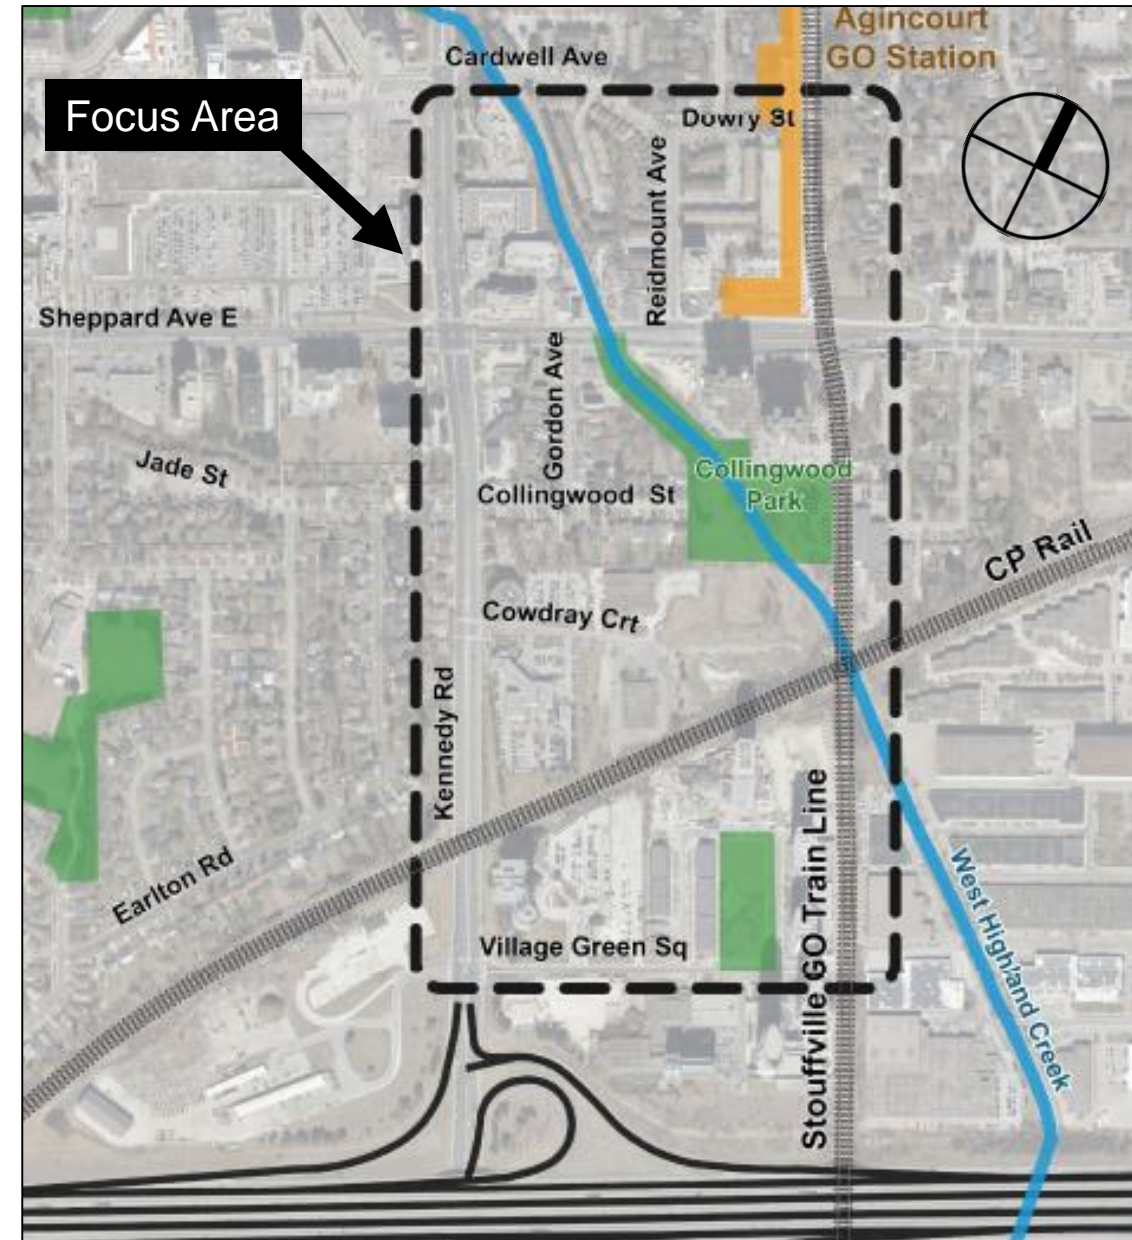 Agincourt
GO Station
Cardwell Ave
Focus Area
Dowry St
Reidmount Ave
Sheppard Ave E
Gordon Ave
Jade St
Collingwood St
Collingwood
Park
CP Rail
Cowdray Crt
Kennedy Rd
Earlton Rd
Village Green Sq
Stouffville GO Train Line
West Highland Creek